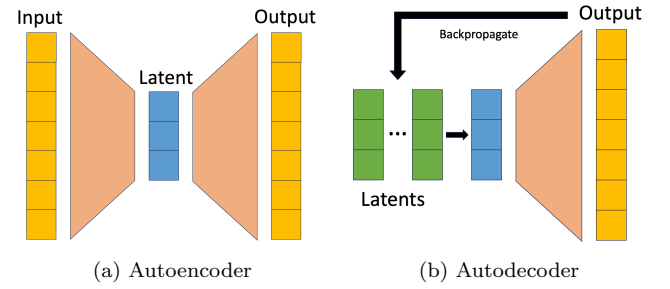 Input
Output
Latent
(a) Autoencoder
Output
Backpropagate
...
Latents
(b) Autodecoder